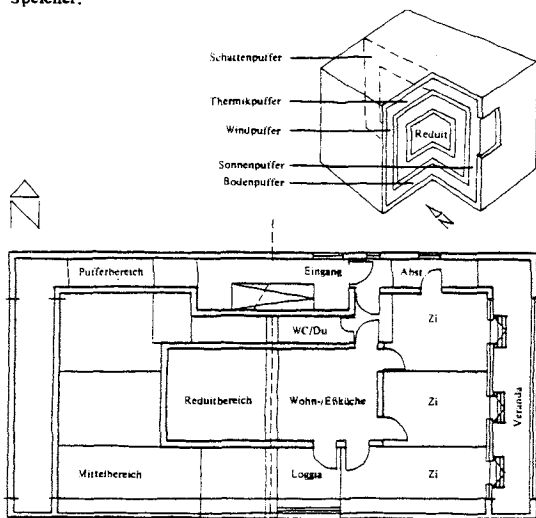 Speicher.
Schattenpuffer
Thermikpuffer
Windpuffer
Reduit
Sonnenpuffer
Bodenpuffer
N
N
Pufferbereich
Eingang
Abst.
WC/Du
Zi
Reduitbereich
Wohn-/Eßküche
Zi
Veranda
Mittelbereich
Loggia
Zi